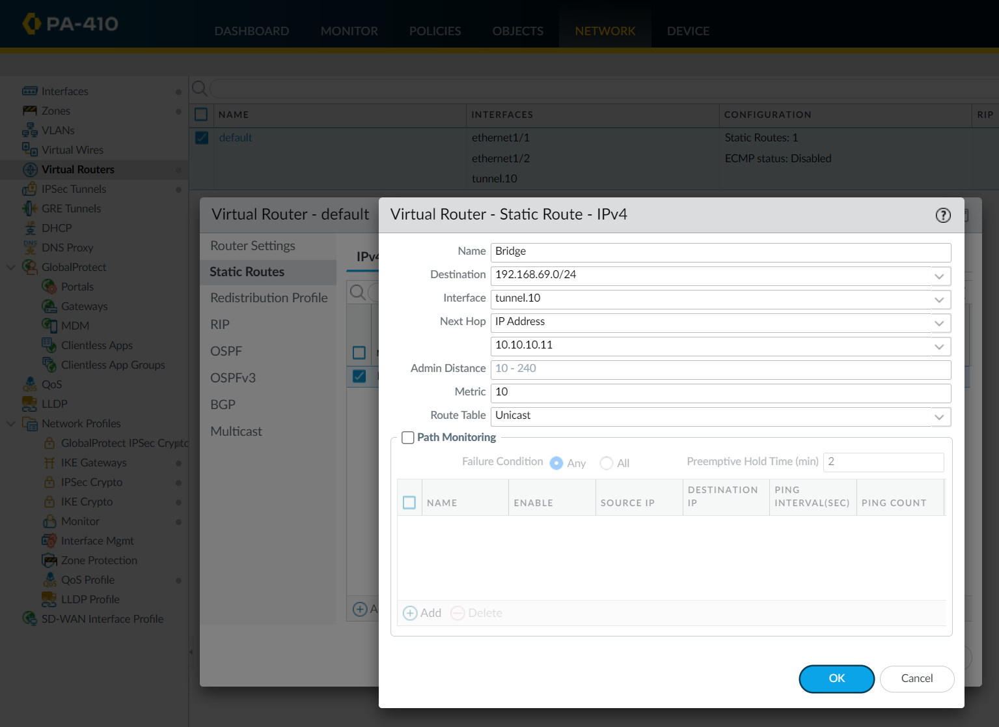 PA-410
DASHBOARD MONITOR POLICIES OBJECTS NETWORK DEVICE
Interfaces
Zones
VLANs
Virtual Wires
Virtual Routers
IPSec Tunnels
GRE Tunnels
DHCP
DNS Proxy
GlobalProtect
Portals
Gateways
MDM
Clientless Apps
Clientless App Groups
QoS
LLDP
Network Profiles
GlobalProtect IPSec Crypto
IKE Gateways
IPSec Crypto
IKE Crypto
Monitor
Interface Mgmt
Zone Protection
QoS Profile
LLDP Profile
SD-WAN Interface Profile
NAME INTERFACES CONFIGURATION RIP
default ethernet1/1 Static Routes: 1
ethernet1/2 ECMP status: Disabled
tunnel.10
Virtual Router - default
Router Settings
Static Routes
Redistribution Profile
RIP
OSPF
OSPFv3
BGP
Multicast
IPv4
Virtual Router - Static Route - IPv4
Name Bridge
Destination 192.168.69.0/24
Interface tunnel.10
Next Hop IP Address
10.10.10.11
Admin Distance 10 - 240
Metric 10
Route Table Unicast
Path Monitoring
Failure Condition Any All Preemptive Hold Time (min) 2
NAME ENABLE SOURCE IP DESTINATION IP PING INTERVAL(SEC) PING COUNT
Add Delete
OK Cancel